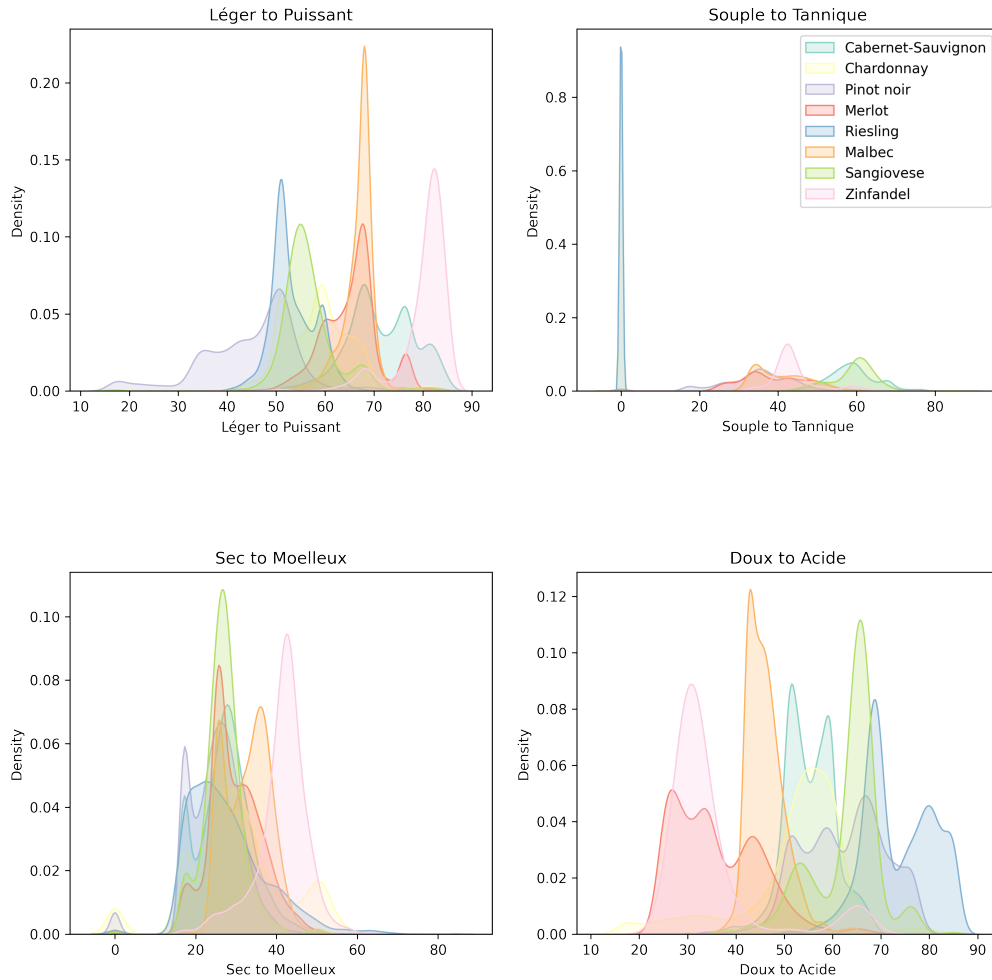 Léger to Puissant
Density
0.20
0.15
0.10
0.05
0.00
10 20 30 40 50 60 70 80 90
Léger to Puissant
Souple to Tannique
Cabernet-Sauvignon
Chardonnay
Pinot noir
Merlot
Riesling
Malbec
Sangiovese
Zinfandel
Density
0.8
0.6
0.4
0.2
0.0
0 20 40 60 80
Souple to Tannique
Sec to Moelleux
Density
0.10
0.08
0.06
0.04
0.02
0.00
0 20 40 60 80
Sec to Moelleux
Doux to Acide
Density
0.12
0.10
0.08
0.06
0.04
0.02
0.00
10 20 30 40 50 60 70 80 90
Doux to Acide